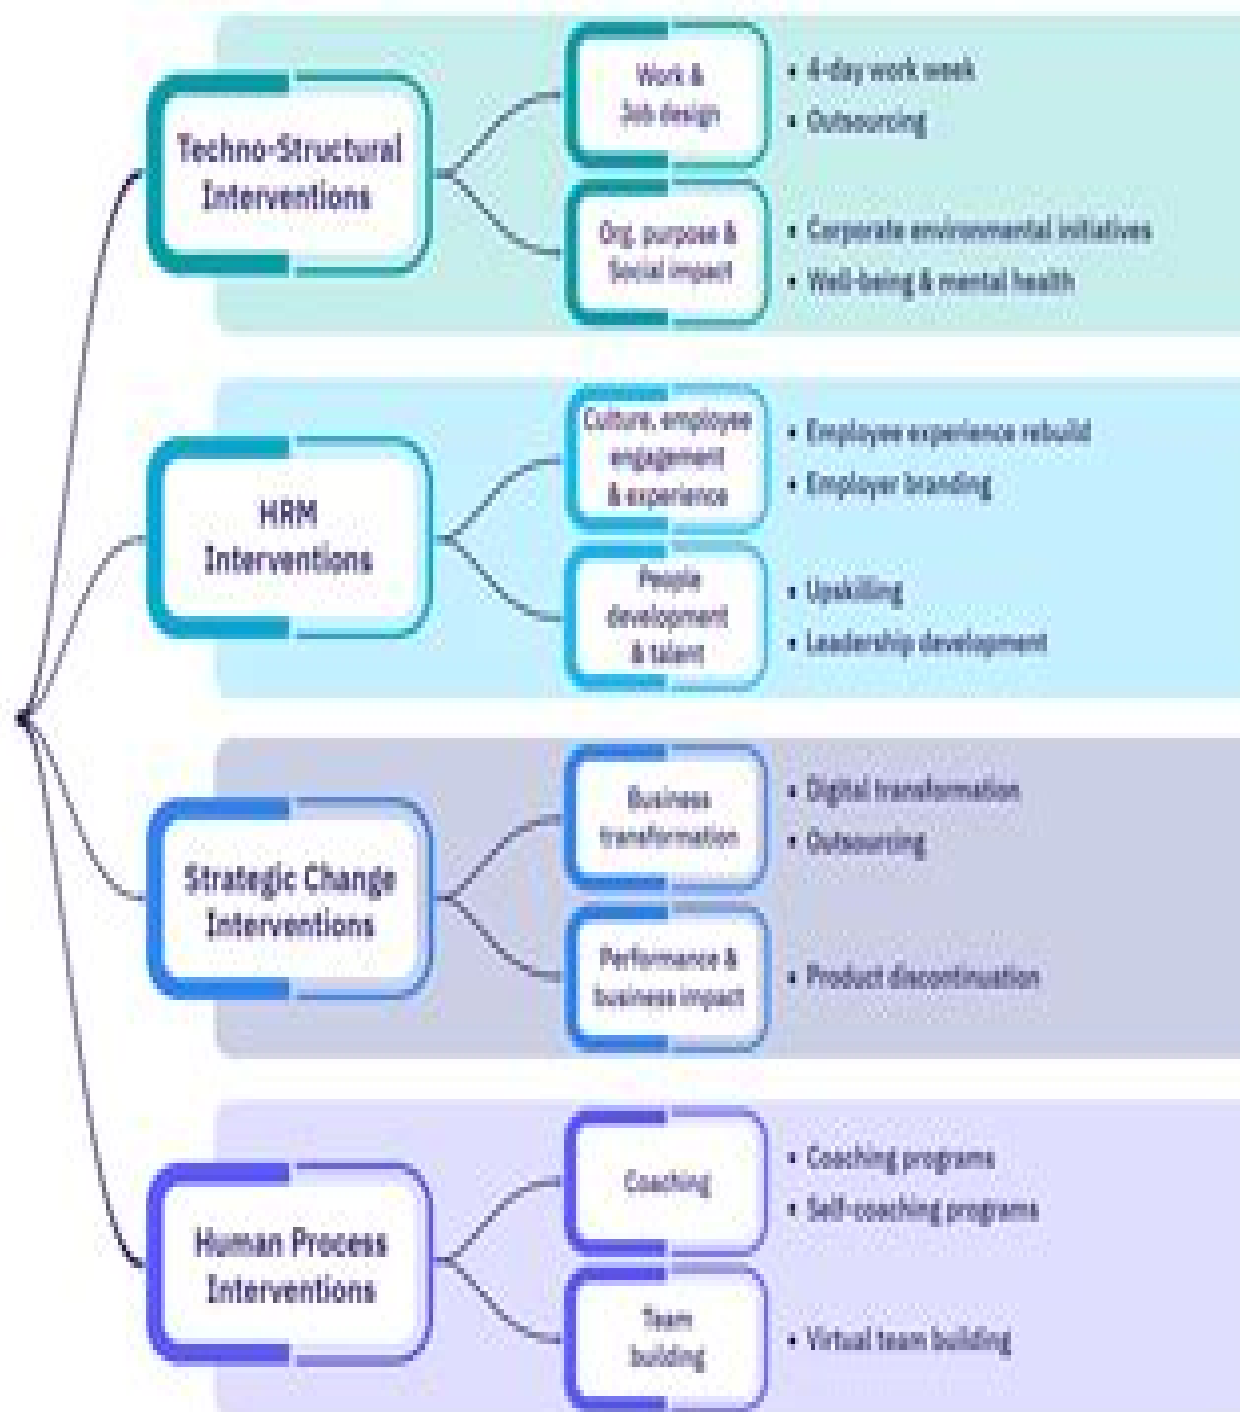 Techno-Structural
Interventions
Work &
Job design
• 4-day work week
• Outsourcing
Org. purpose &
Social impact
• Corporate environmental initiatives
• Well-being & mental health
HRM
Interventions
Culture, employee
engagement
& experience
• Employee experience rebuild
• Employer branding
People
development
& talent
• Upskilling
• Leadership development
Strategic Change
Interventions
Business
transformation
• Digital transformation
• Outsourcing
Performance &
business impact
• Product discontinuation
Human Process
Interventions
Coaching
• Coaching programs
• Self-coaching programs
Team
building
• Virtual team building